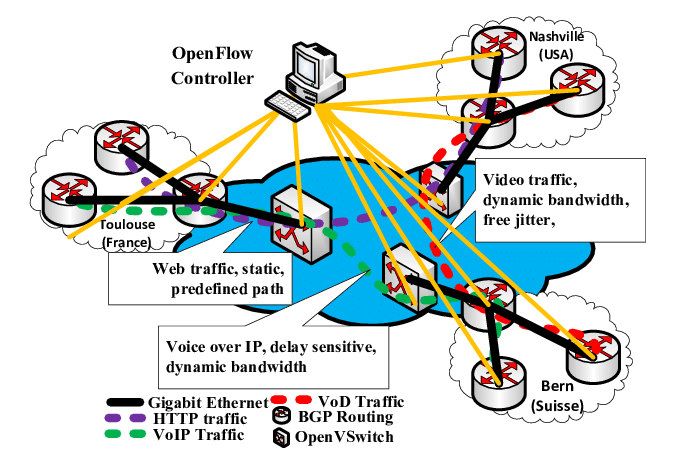 OpenFlow
Controller
Nashville
(USA)
Video traffic,
dynamic bandwidth,
free jitter,
Toulouse
(France)
Web traffic, static,
predefined path
Voice over IP, delay sensitive,
dynamic bandwidth
Bern
(Suisse)
Gigabit Ethernet
VoD Traffic
HTTP traffic
BGP Routing
VoIP Traffic
OpenVSwitch